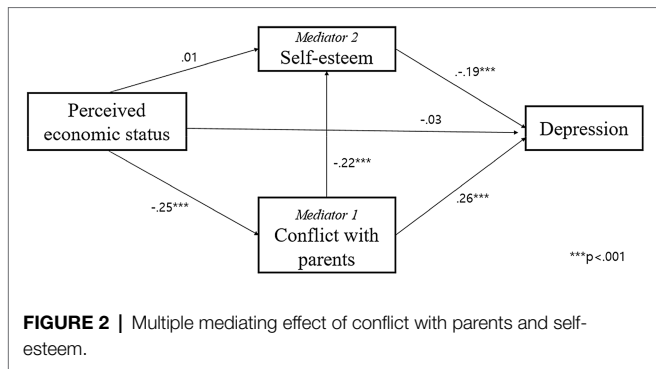 Mediator 2
Self-esteem
.01
.-.19***
Perceived
economic status
-.03
Depression
-.22***
-.25***
.26***
Mediator 1
Conflict with
parents
***p<.001
FIGURE 2 | Multiple mediating effect of conflict with parents and self-
esteem.